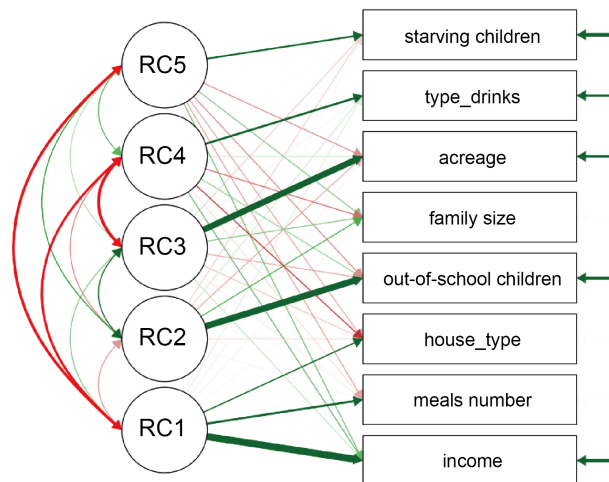 RC5
RC4
RC3
RC2
RC1
starving children
type_drinks
acreage
family size
out-of-school children
house_type
meals number
income